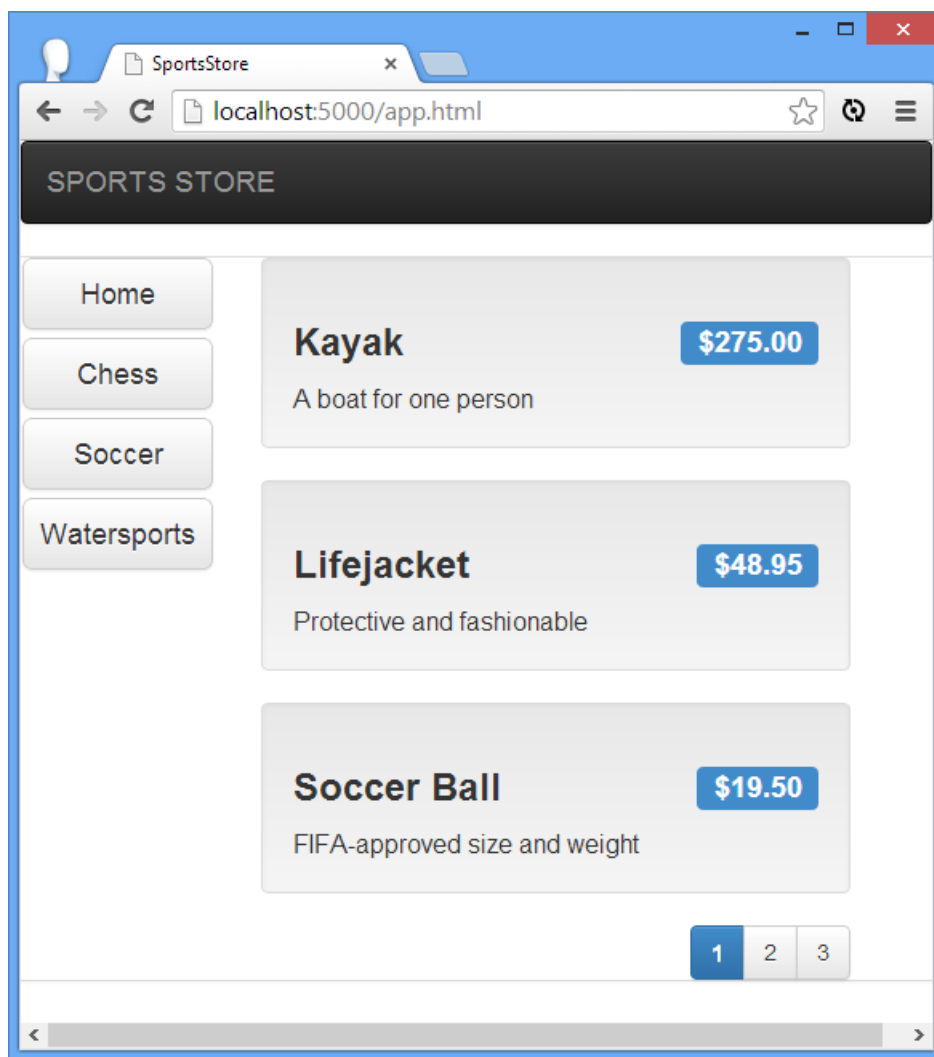 SportsStore
localhost:5000/app.html
SPORTS STORE
Home
Chess
Soccer
Watersports
Kayak
$275.00
A boat for one person
Lifejacket
$48.95
Protective and fashionable
Soccer Ball
$19.50
FIFA-approved size and weight
1 2 3